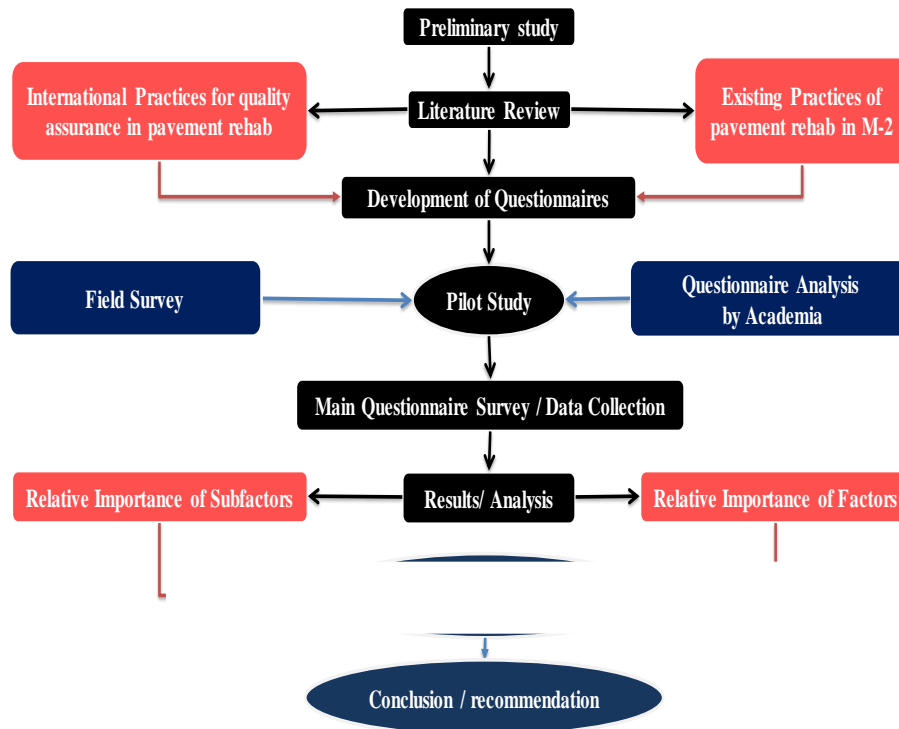 Preliminary study
International Practices for quality
assurance in pavement rehab
Literature Review
Existing Practices of
pavement rehab in M-2
Development of Questionnaires
Field Survey
Pilot Study
Questionnaire Analysis
by Academia
Main Questionnaire Survey / Data Collection
Relative Importance of Subfactors
Results/ Analysis
Relative Importance of Factors
Conclusion / recommendation